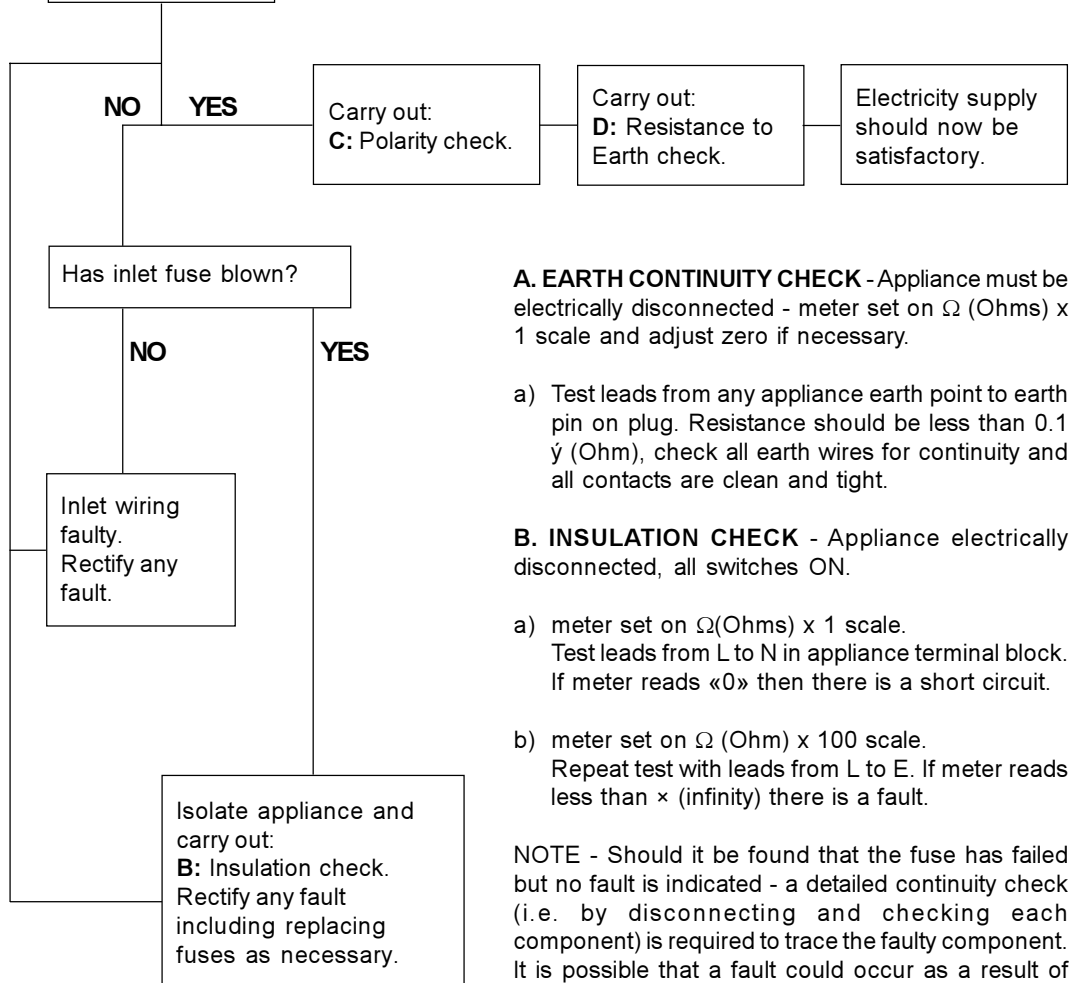 NO YES
Carry out:
C: Polarity check.
Carry out:
D: Resistance to
Earth check.
Electricity supply
should now be
satisfactory.
Has inlet fuse blown?
NO
YES
Inlet wiring
faulty.
Rectify any
fault.
Isolate appliance and
carry out:
B: Insulation check.
Rectify any fault
including replacing
fuses as necessary.
A. EARTH CONTINUITY CHECK - Appliance must be
electrically disconnected - meter set on Ω (Ohms) x
1 scale and adjust zero if necessary.
a) Test leads from any appliance earth point to earth
pin on plug. Resistance should be less than 0.1
ý (Ohm), check all earth wires for continuity and
all contacts are clean and tight.
B. INSULATION CHECK - Appliance electrically
disconnected, all switches ON.
a) meter set on Ω(Ohms) x 1 scale.
Test leads from L to N in appliance terminal block.
If meter reads «0» then there is a short circuit.
b) meter set on Ω (Ohm) x 100 scale.
Repeat test with leads from L to E. If meter reads
less than × (infinity) there is a fault.
NOTE - Should it be found that the fuse has failed
but no fault is indicated - a detailed continuity check
(i.e. by disconnecting and checking each
component) is required to trace the faulty component.
It is possible that a fault could occur as a result of